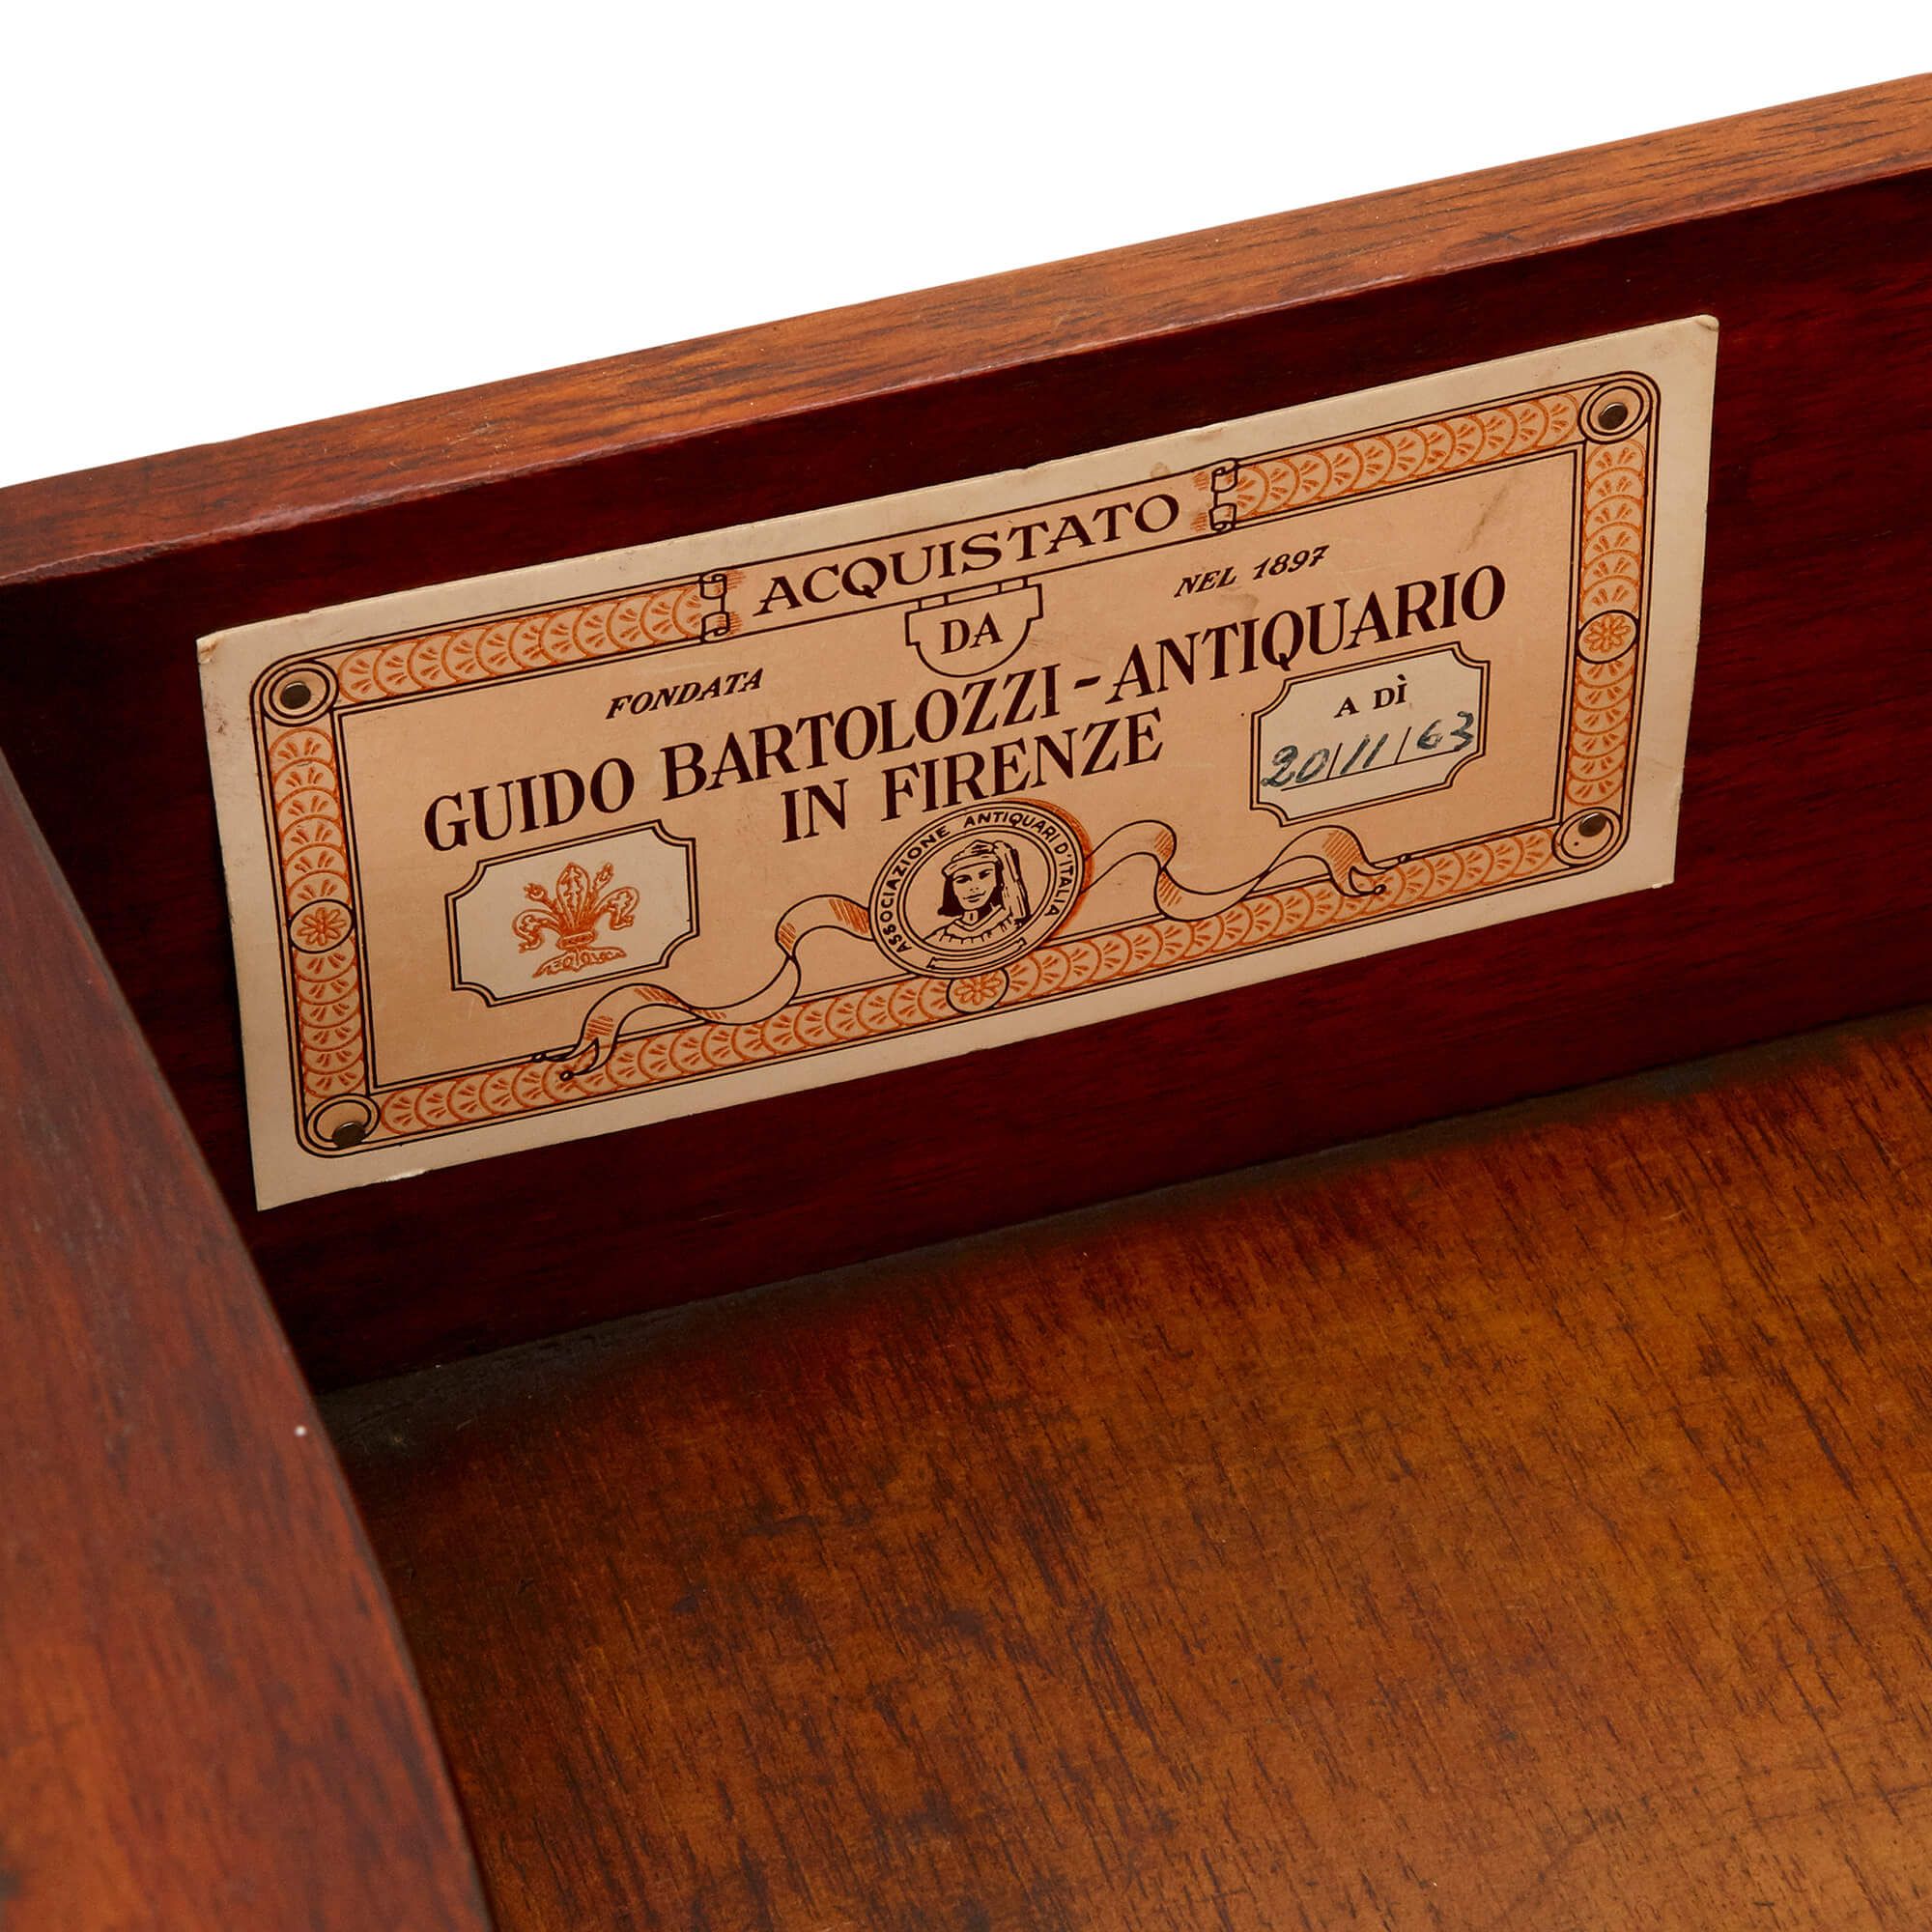 ACQUISTATO
DA
FONDATA NEL 1897
GUIDO BARTOLOZZI-ANTIQUARIO
IN FIRENZE
A DÌ
20/11/63
ASSOCIAZIONE ANTIQUARI D'ITALIA